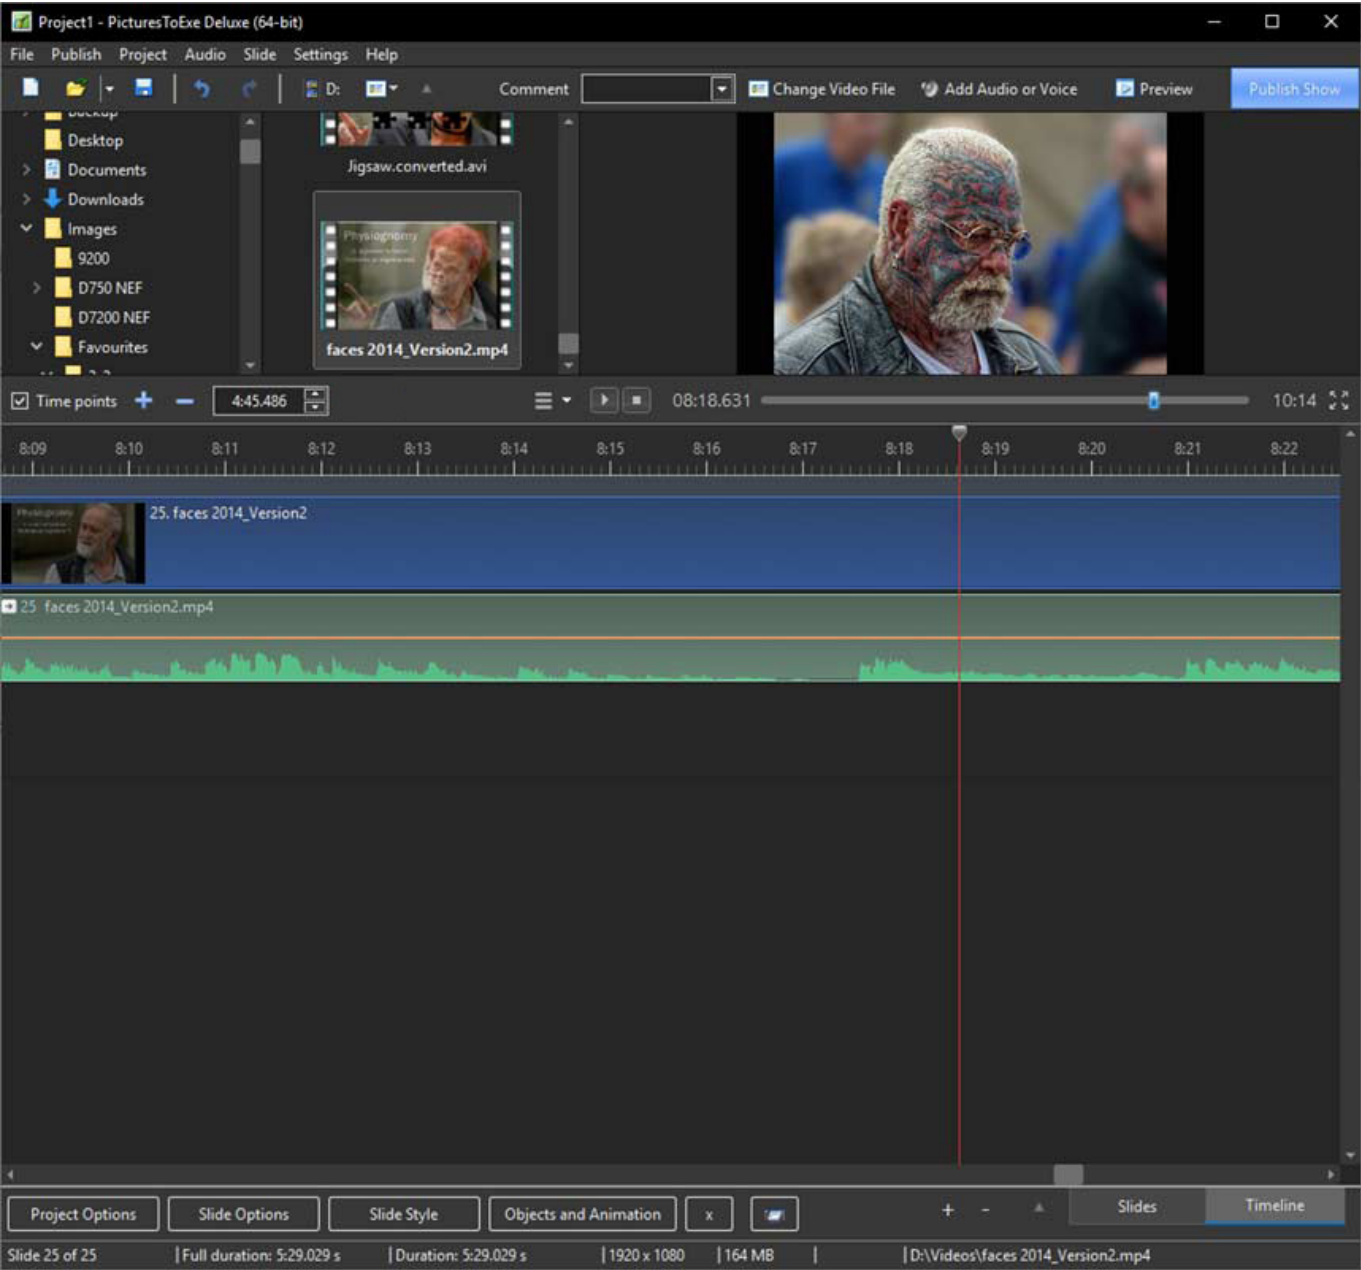 Project1 - PicturesToExe Deluxe (64-bit)
File Publish Project Audio Slide Settings Help
D: Comment Change Video File Add Audio or Voice Preview Publish Show
Backup
Desktop
Documents
Downloads
Images
9200
D750 NEF
D7200 NEF
Favourites
Jigsaw.converted.avi
Physiognomy
faces 2014_Version2.mp4
Time points 4:45.486 08:18.631 10:14
8:09 8:10 8:11 8:12 8:13 8:14 8:15 8:16 8:17 8:18 8:19 8:20 8:21 8:22
Physiognomy
25. faces 2014_Version2
25 faces 2014_Version2.mp4
Project Options Slide Options Slide Style Objects and Animation x + - Slides Timeline
Slide 25 of 25 Full duration: 5:29.029 s Duration: 5:29.029 s 1920 x 1080 164 MB D:\Videos\faces 2014_Version2.mp4